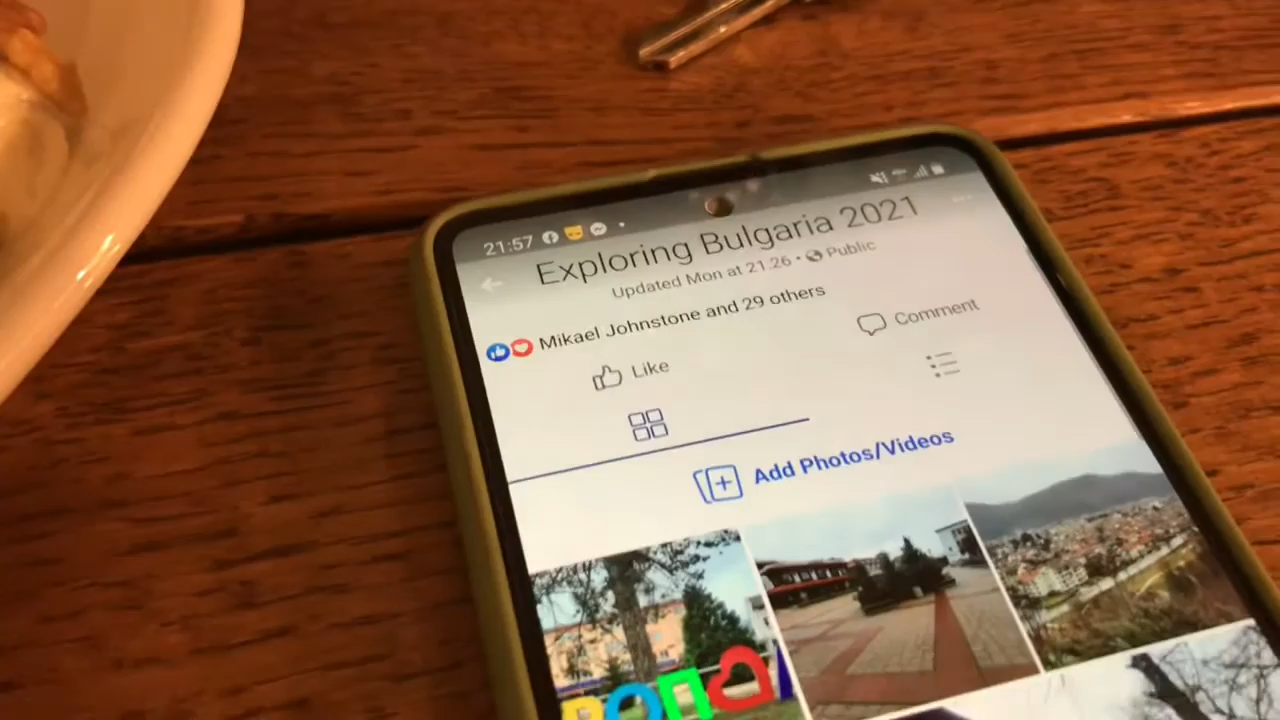 21:57
Exploring Bulgaria 2021
Updated Mon at 21:26 • Public
Mikael Johnstone and 29 others
Like
Comment
Add Photos/Videos